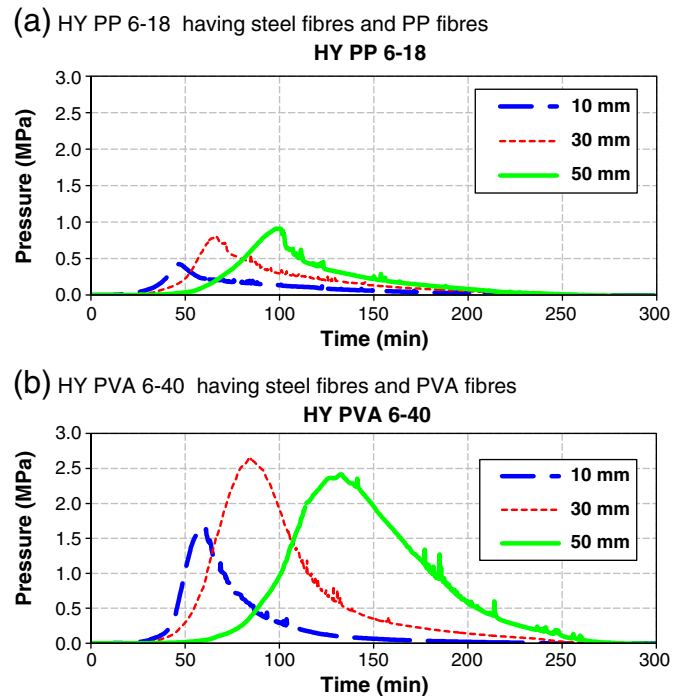 (a) HY PP 6-18 having steel fibres and PP fibres
HY PP 6-18
3.0
2.5
2.0
1.5
1.0
0.5
0.0
Pressure (MPa)
10 mm
30 mm
50 mm
0 50 100 150 200 250 300
Time (min)
(b) HY PVA 6-40 having steel fibres and PVA fibres
HY PVA 6-40
3.0
2.5
2.0
1.5
1.0
0.5
0.0
Pressure (MPa)
10 mm
30 mm
50 mm
0 50 100 150 200 250 300
Time (min)